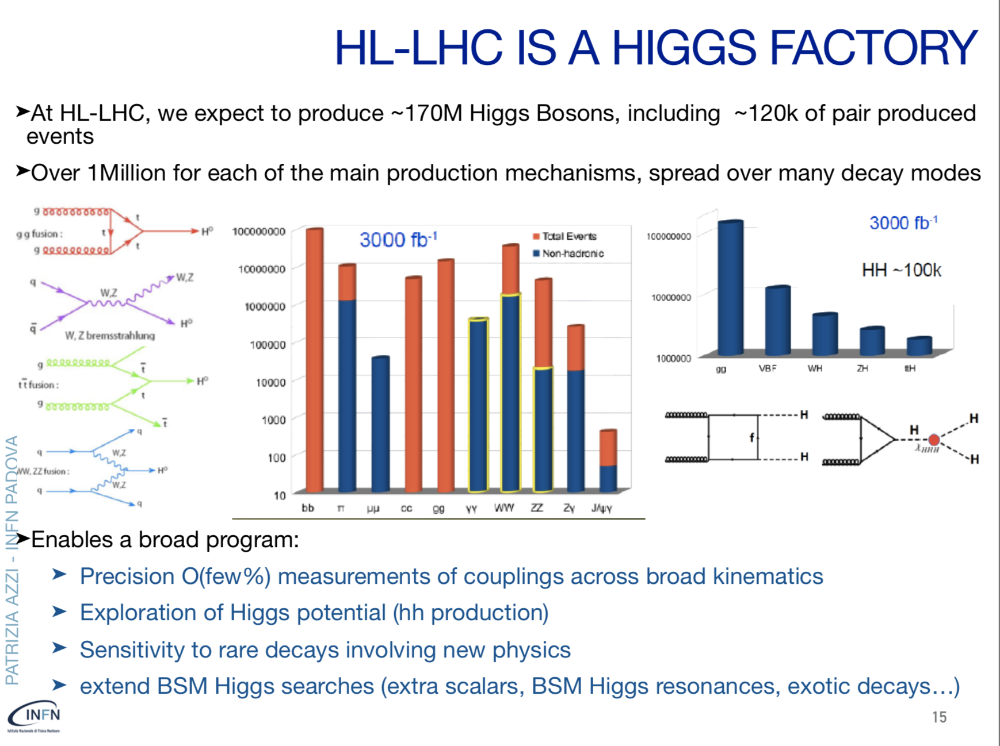 HL-LHC IS A HIGGS FACTORY
➤At HL-LHC, we expect to produce ~170M Higgs Bosons, including ~120k of pair produced
events
➤Over 1Million for each of the main production mechanisms, spread over many decay modes
g
t
g g fusion :
t
H⁰
g
t
q
W,Z
W,Z
q̅
H⁰
W, Z bremsstrahlung
g
t̅
t t̅ fusion :
H⁰
g
t
t̅
q
q
W,Z
WW, ZZ fusion :
H⁰
q
W,Z
q
3000 fb⁻¹
Total Events
Non-hadronic
100000000
10000000
1000000
100000
10000
1000
100
10
bb
ττ
μμ
cc
gg
γγ
WW
ZZ
Zγ
J/ψγ
3000 fb⁻¹
HH ~100k
100000000
10000000
1000000
gg
VBF
WH
ZH
ttH
H
f
H
H
H
λHHH
H
➤Enables a broad program:
➤ Precision O(few%) measurements of couplings across broad kinematics
➤ Exploration of Higgs potential (hh production)
➤ Sensitivity to rare decays involving new physics
➤ extend BSM Higgs searches (extra scalars, BSM Higgs resonances, exotic decays…)
PATRIZIA AZZI - INFN PADOVA
INFN
Istituto Nazionale di Fisica Nucleare
15